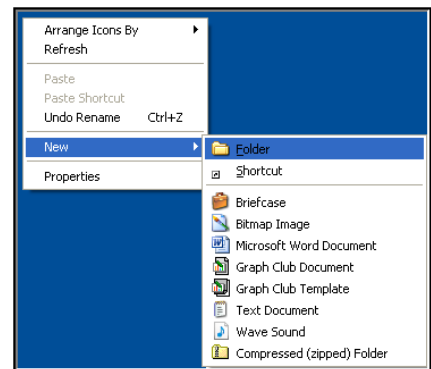 Arrange Icons By
Refresh
Paste
Paste Shortcut
Undo Rename Ctrl+Z
New
Properties
Folder
Shortcut
Briefcase
Bitmap Image
Microsoft Word Document
Graph Club Document
Graph Club Template
Text Document
Wave Sound
Compressed (zipped) Folder